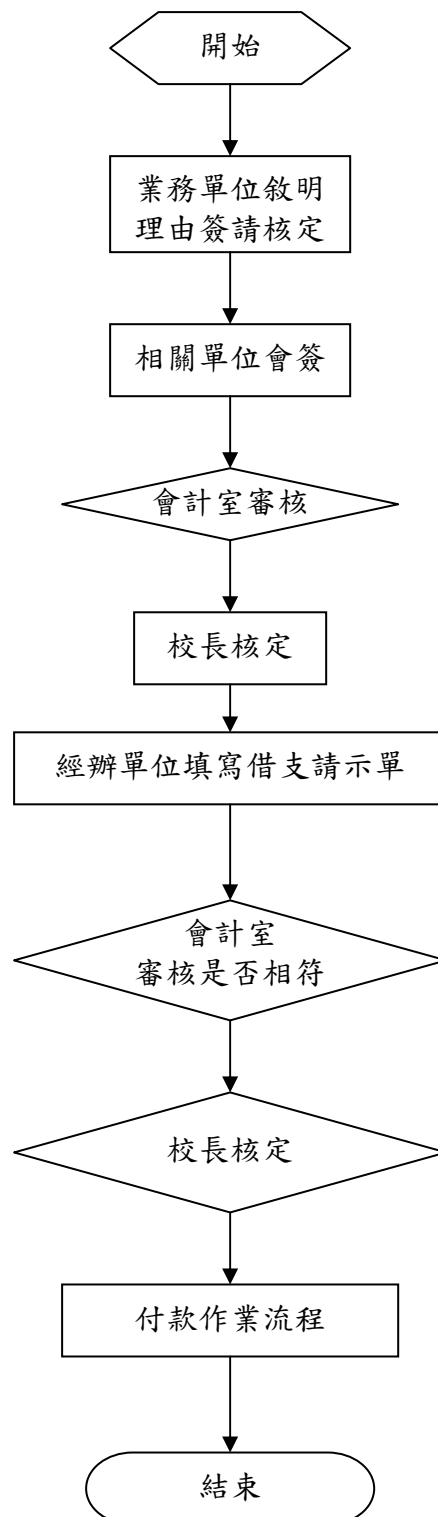 開始
業務單位敘明
理由簽請核定
相關單位會簽
會計室審核
校長核定
經辦單位填寫借支請示單
會計室
審核是否相符
校長核定
付款作業流程
結束